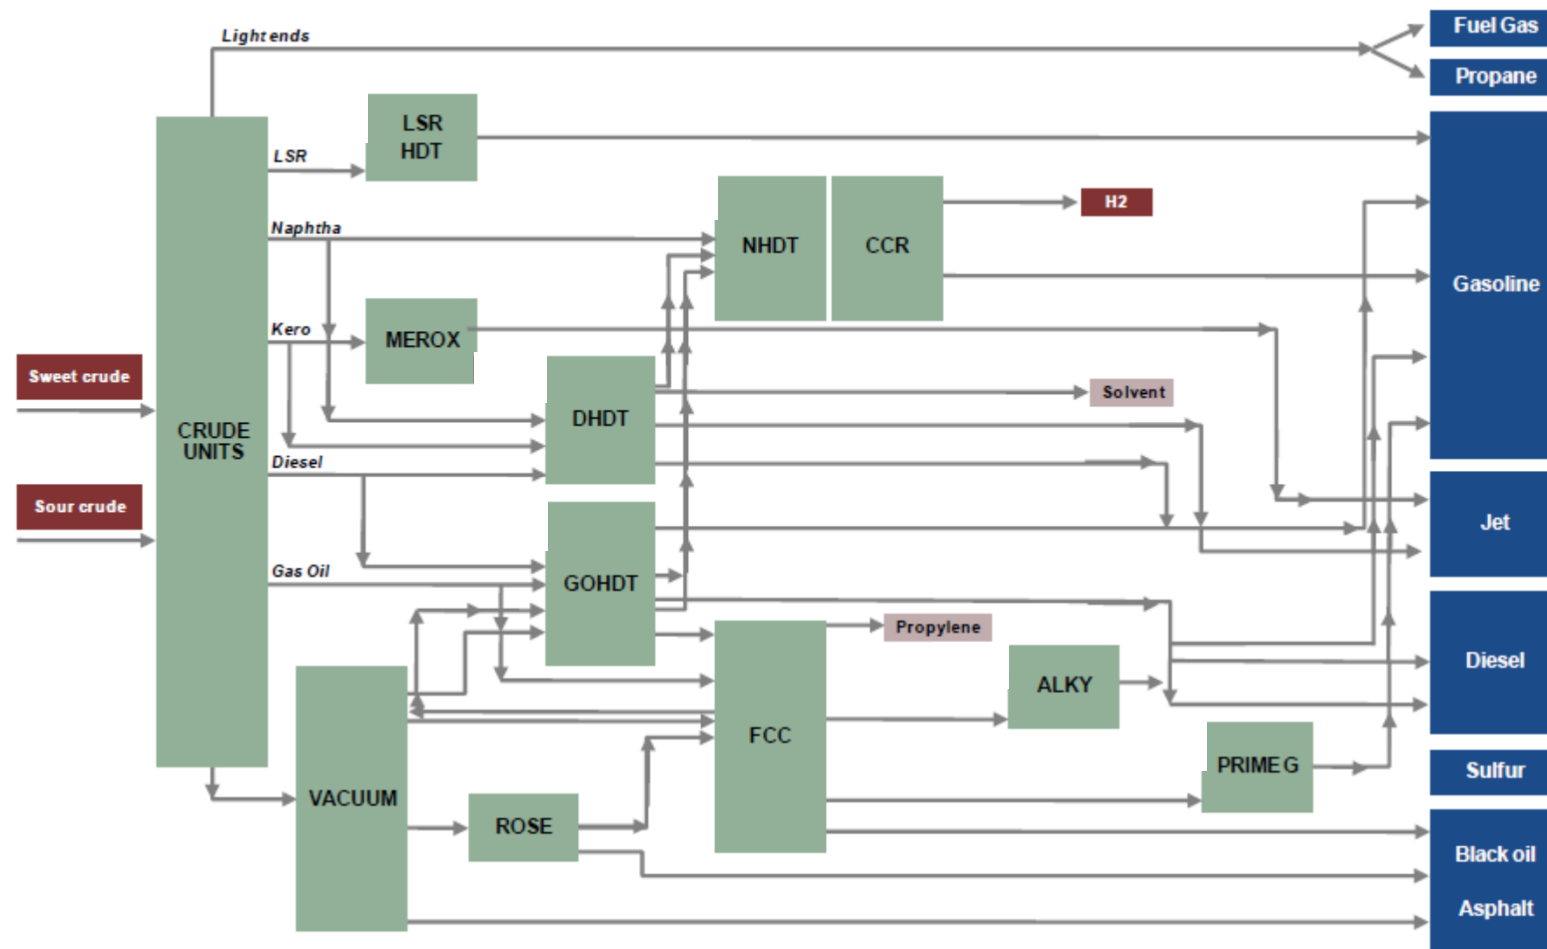 Light ends
Fuel Gas
Propane
LSR
HDT
LSR
Naphtha
NHDT
CCR
H2
Gasoline
Kero
MEROX
Sweet crude
Solvent
CRUDE
UNITS
DHDT
Diesel
Sour crude
Jet
Gas Oil
GOHDT
Propylene
Diesel
ALKY
FCC
PRIME G
Sulfur
VACUUM
ROSE
Black oil
Asphalt